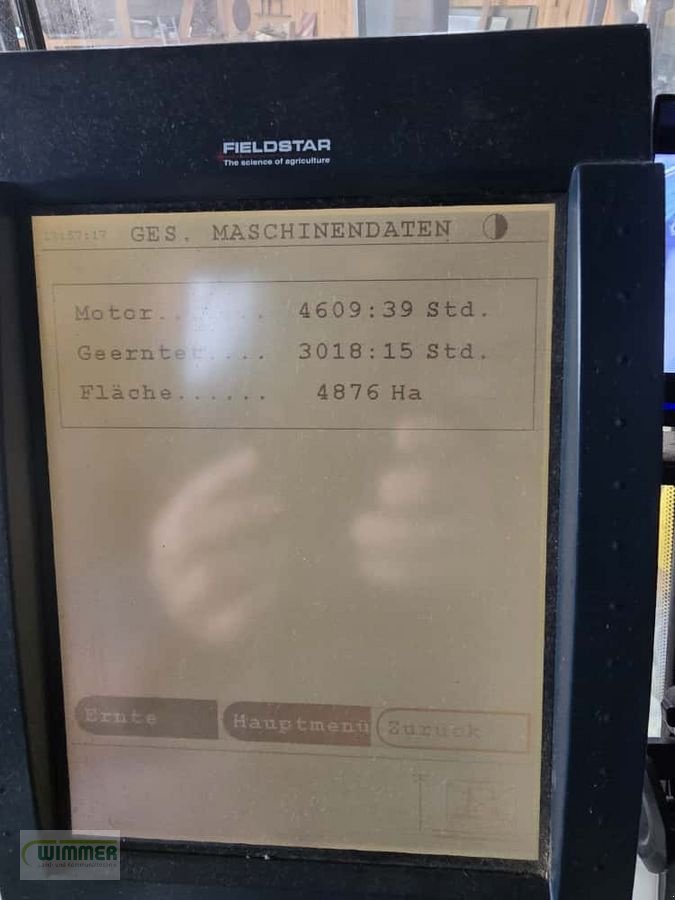 FIELDSTAR
The science of agriculture
GES. MASCHINENDATEN
Motor....... 4609:39 Std.
Geerntet.... 3018:15 Std.
Fläche...... 4876 Ha
Ernte Hauptmenü Zurück
WIMMER